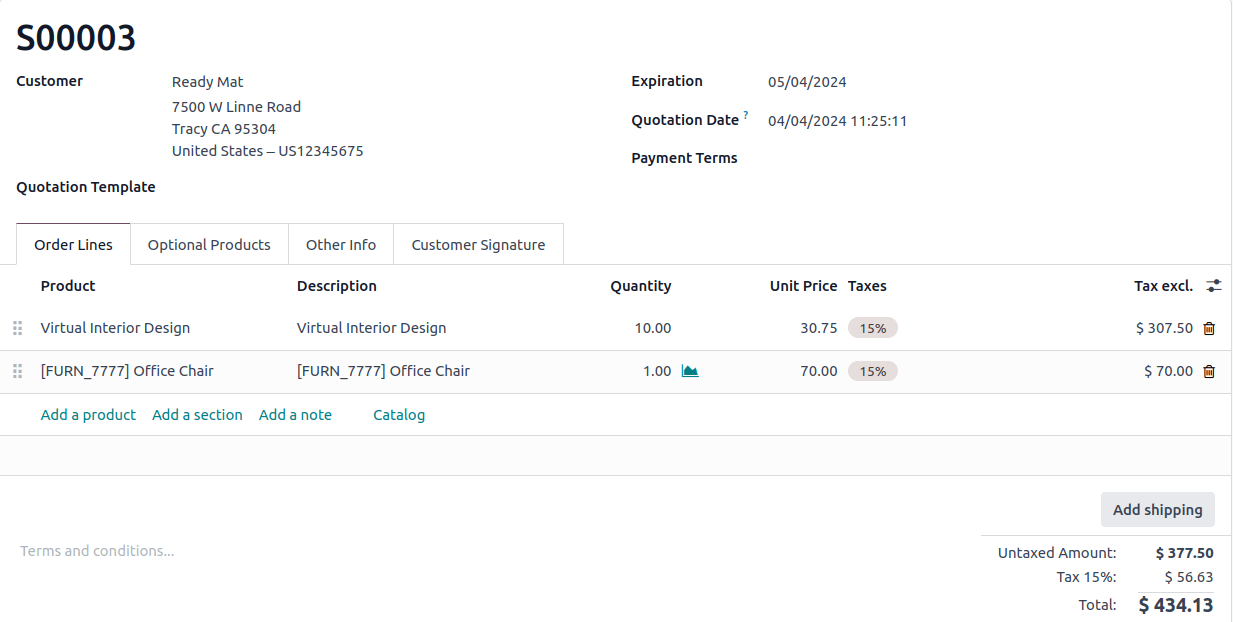 S00003
Customer
Ready Mat
7500 W Linne Road
Tracy CA 95304
United States – US12345675
Expiration 05/04/2024
Quotation Date ? 04/04/2024 11:25:11
Payment Terms
Quotation Template
Order Lines Optional Products Other Info Customer Signature
Product Description Quantity Unit Price Taxes Tax excl.
Virtual Interior Design Virtual Interior Design 10.00 30.75 15% $ 307.50
[FURN_7777] Office Chair [FURN_7777] Office Chair 1.00 70.00 15% $ 70.00
Add a product Add a section Add a note Catalog
Add shipping
Terms and conditions...
Untaxed Amount: $ 377.50
Tax 15%: $ 56.63
Total: $ 434.13